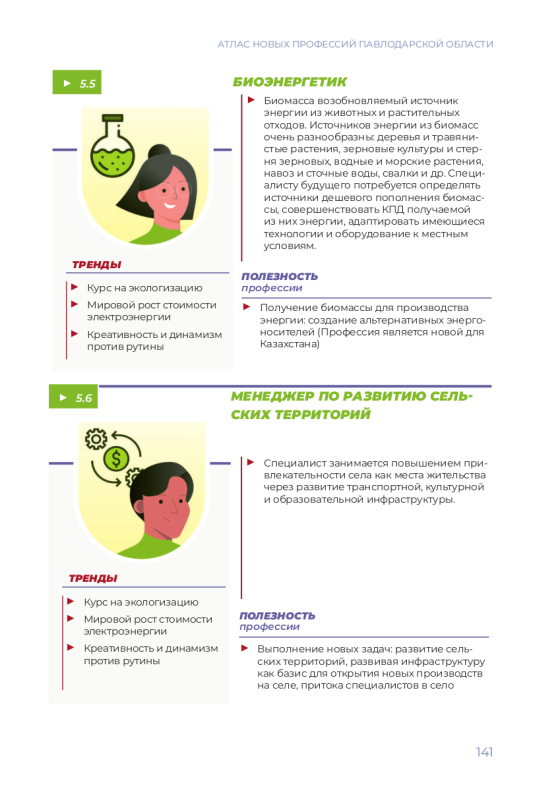 АТЛАС НОВЫХ ПРОФЕССИЙ ПАВЛОДАРСКОЙ ОБЛАСТИ
5.5
БИОЭНЕРГЕТИК
Биомасса возобновляемый источник
энергии из животных и растительных
отходов. Источников энергии из биомасс
очень разнообразны: деревья и травяни-
стые растения, зерновые культуры и стер-
ня зерновых, водные и морские растения,
навоз и сточные воды, свалки и др. Специ-
алисту будущего потребуется определять
источники дешевого пополнения биомас-
сы, совершенствовать КПД получаемой
из них энергии, адаптировать имеющиеся
технологии и оборудование к местным
условиям.
ТРЕНДЫ
Курс на экологизацию
Мировой рост стоимости
электроэнергии
Креативность и динамизм
против рутины
ПОЛЕЗНОСТЬ
профессии
Получение биомассы для производства
энергии: создание альтернативных энерго-
носителей (Профессия является новой для
Казахстана)
5.6
МЕНЕДЖЕР ПО РАЗВИТИЮ СЕЛЬ-
СКИХ ТЕРРИТОРИЙ
$
Специалист занимается повышением при-
влекательности села как места жительства
через развитие транспортной, культурной
и образовательной инфраструктуры.
ТРЕНДЫ
Курс на экологизацию
Мировой рост стоимости
электроэнергии
Креативность и динамизм
против рутины
ПОЛЕЗНОСТЬ
профессии
Выполнение новых задач: развитие сель-
ских территорий, развивая инфраструктуру
как базис для открытия новых производств
на селе, притока специалистов в село
141